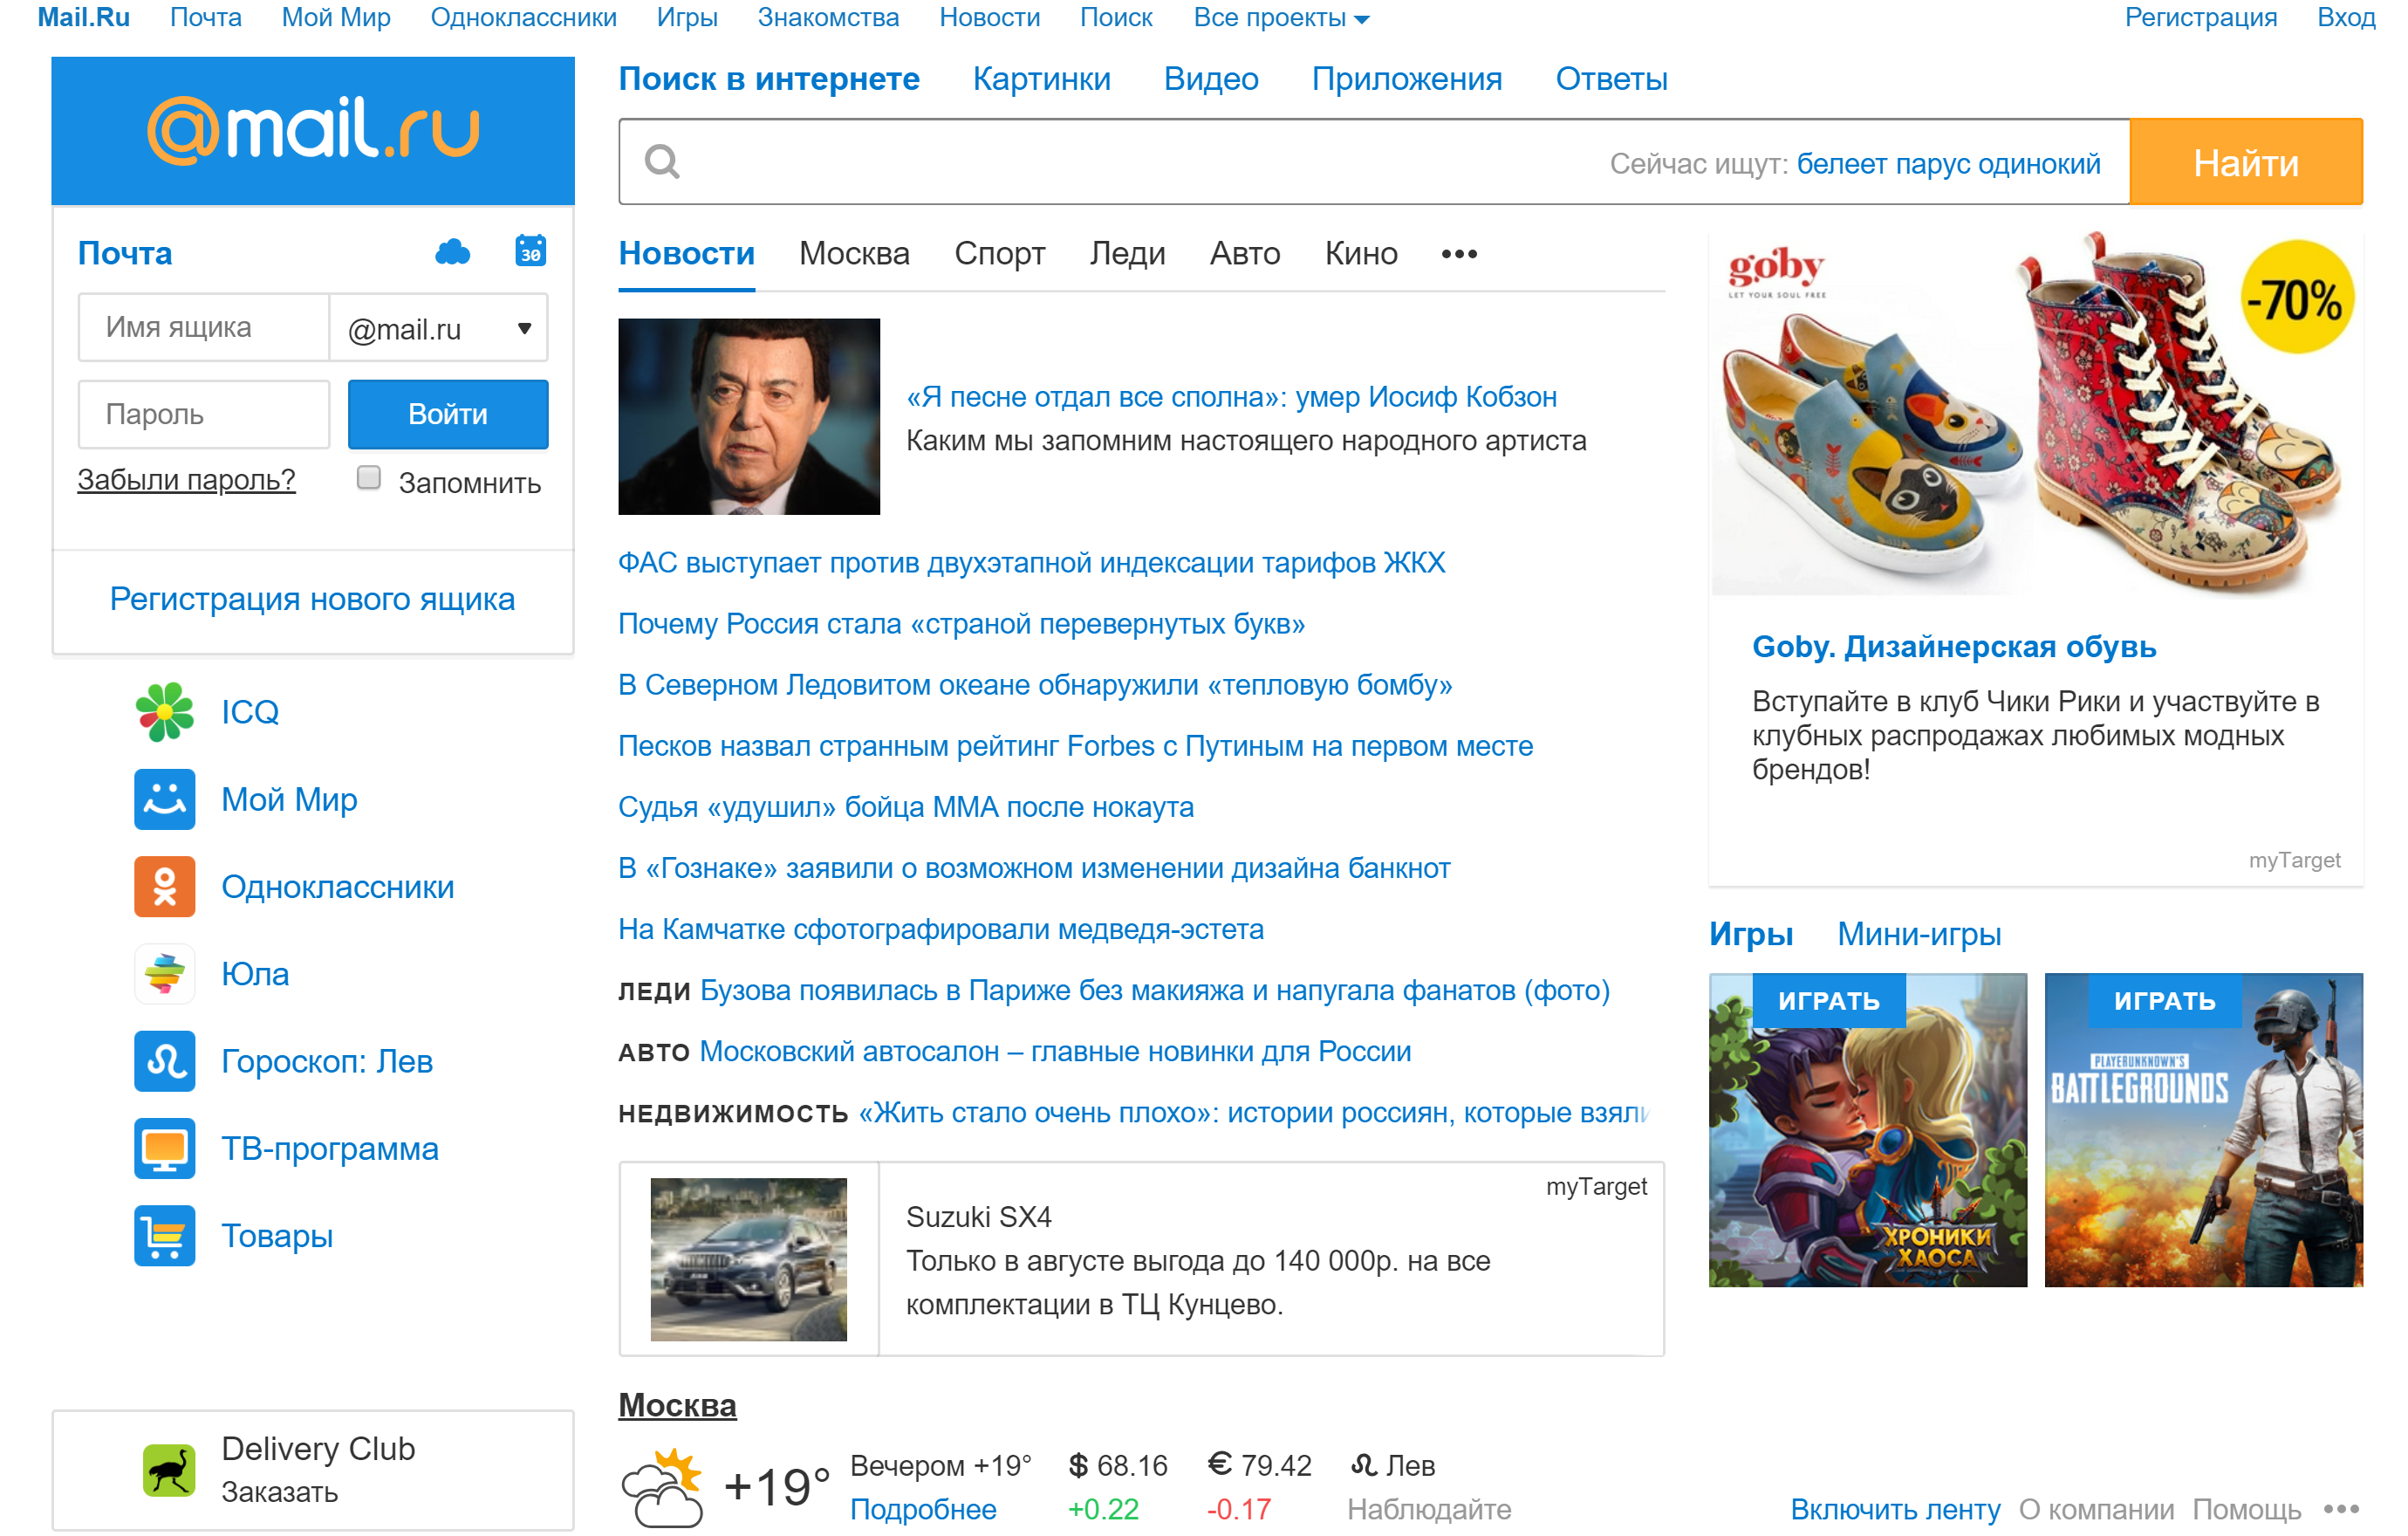 Mail.Ru Почта Мой Мир Одноклассники Игры Знакомства Новости Поиск Все проекты Регистрация Вход
@mail.ru
Почта
30
Имя ящика @mail.ru
Пароль Войти
Забыли пароль? Запомнить
Регистрация нового ящика
ICQ
Мой Мир
Одноклассники
Юла
Гороскоп: Лев
ТВ-программа
Товары
Delivery Club
Заказать
Поиск в интернете Картинки Видео Приложения Ответы
Сейчас ищут: белеет парус одинокий Найти
Новости Москва Спорт Леди Авто Кино •••
«Я песне отдал все сполна»: умер Иосиф Кобзон
Каким мы запомним настоящего народного артиста
ФАС выступает против двухэтапной индексации тарифов ЖКХ
Почему Россия стала «страной перевернутых букв»
В Северном Ледовитом океане обнаружили «тепловую бомбу»
Песков назвал странным рейтинг Forbes с Путиным на первом месте
Судья «удушил» бойца MMA после нокаута
В «Гознаке» заявили о возможном изменении дизайна банкнот
На Камчатке сфотографировали медведя-эстета
ЛЕДИ Бузова появилась в Париже без макияжа и напугала фанатов (фото)
АВТО Московский автосалон – главные новинки для России
НЕДВИЖИМОСТЬ «Жить стало очень плохо»: истории россиян, которые взяли
myTarget
Suzuki SX4
Только в августе выгода до 140 000р. на все
комплектации в ТЦ Кунцево.
Москва
+19° Вечером +19° $ 68.16 € 79.42 Лев
Подробнее +0.22 -0.17 Наблюдайте
goby
LET YOUR SOUL FREE
-70%
Goby. Дизайнерская обувь
Вступайте в клуб Чики Рики и участвуйте в
клубных распродажах любимых модных
брендов!
myTarget
Игры Мини-игры
ИГРАТЬ
ХРОНИКИ
ХАОСА
ИГРАТЬ
PLAYERUNKNOWN'S
BATTLEGROUNDS
Включить ленту О компании Помощь •••